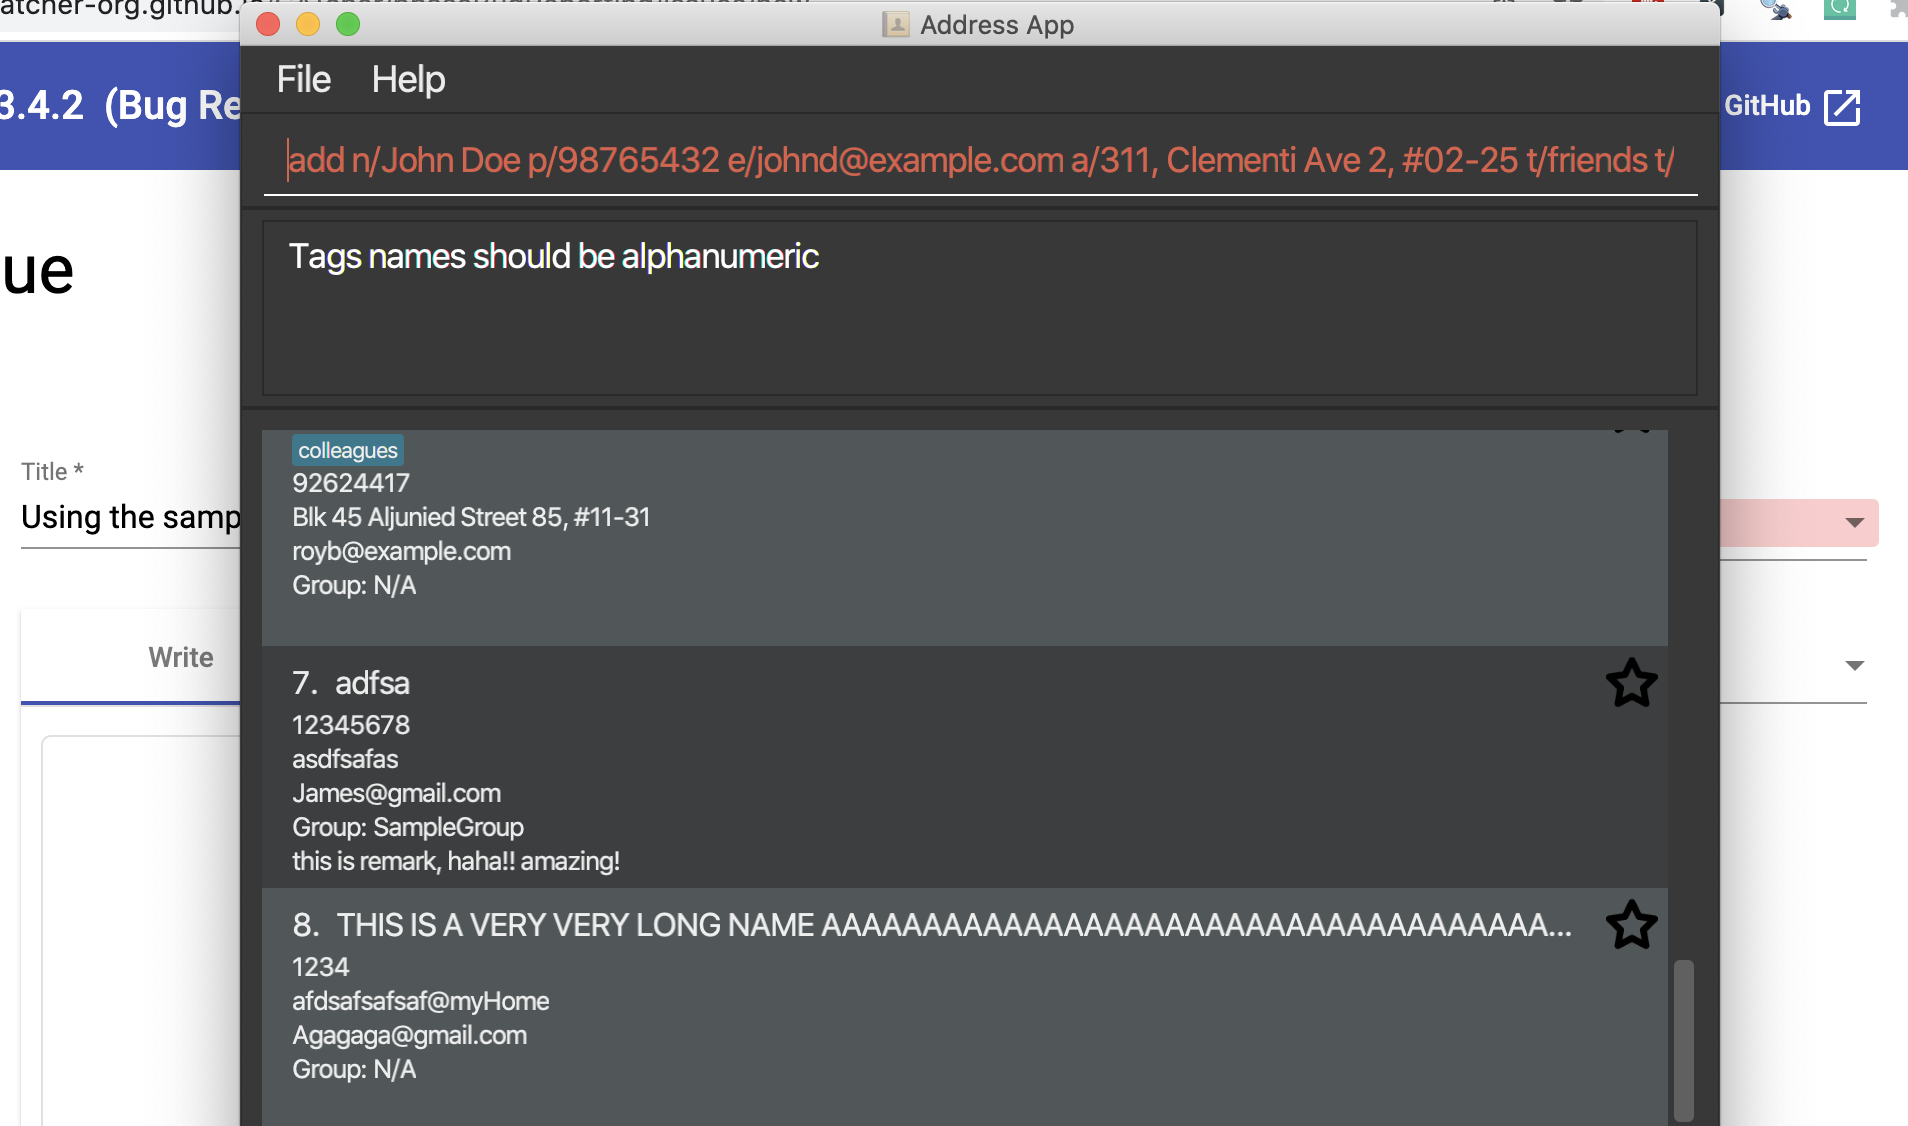 Address App
File Help
3.4.2 (Bug Re
GitHub
add n/John Doe p/98765432 e/johnd@example.com a/311, Clementi Ave 2, #02-25 t/friends t/
Tags names should be alphanumeric
ue
Title *
Using the samp
Write
colleagues
92624417
Blk 45 Aljunied Street 85, #11-31
royb@example.com
Group: N/A
7. adfsa
12345678
asdfsafas
James@gmail.com
Group: SampleGroup
this is remark, haha!! amazing!
8. THIS IS A VERY VERY LONG NAME AAAAAAAAAAAAAAAAAAAAAAAAAAAAAAAAAAAA...
1234
afdsafsafsaf@myHome
Agagaga@gmail.com
Group: N/A